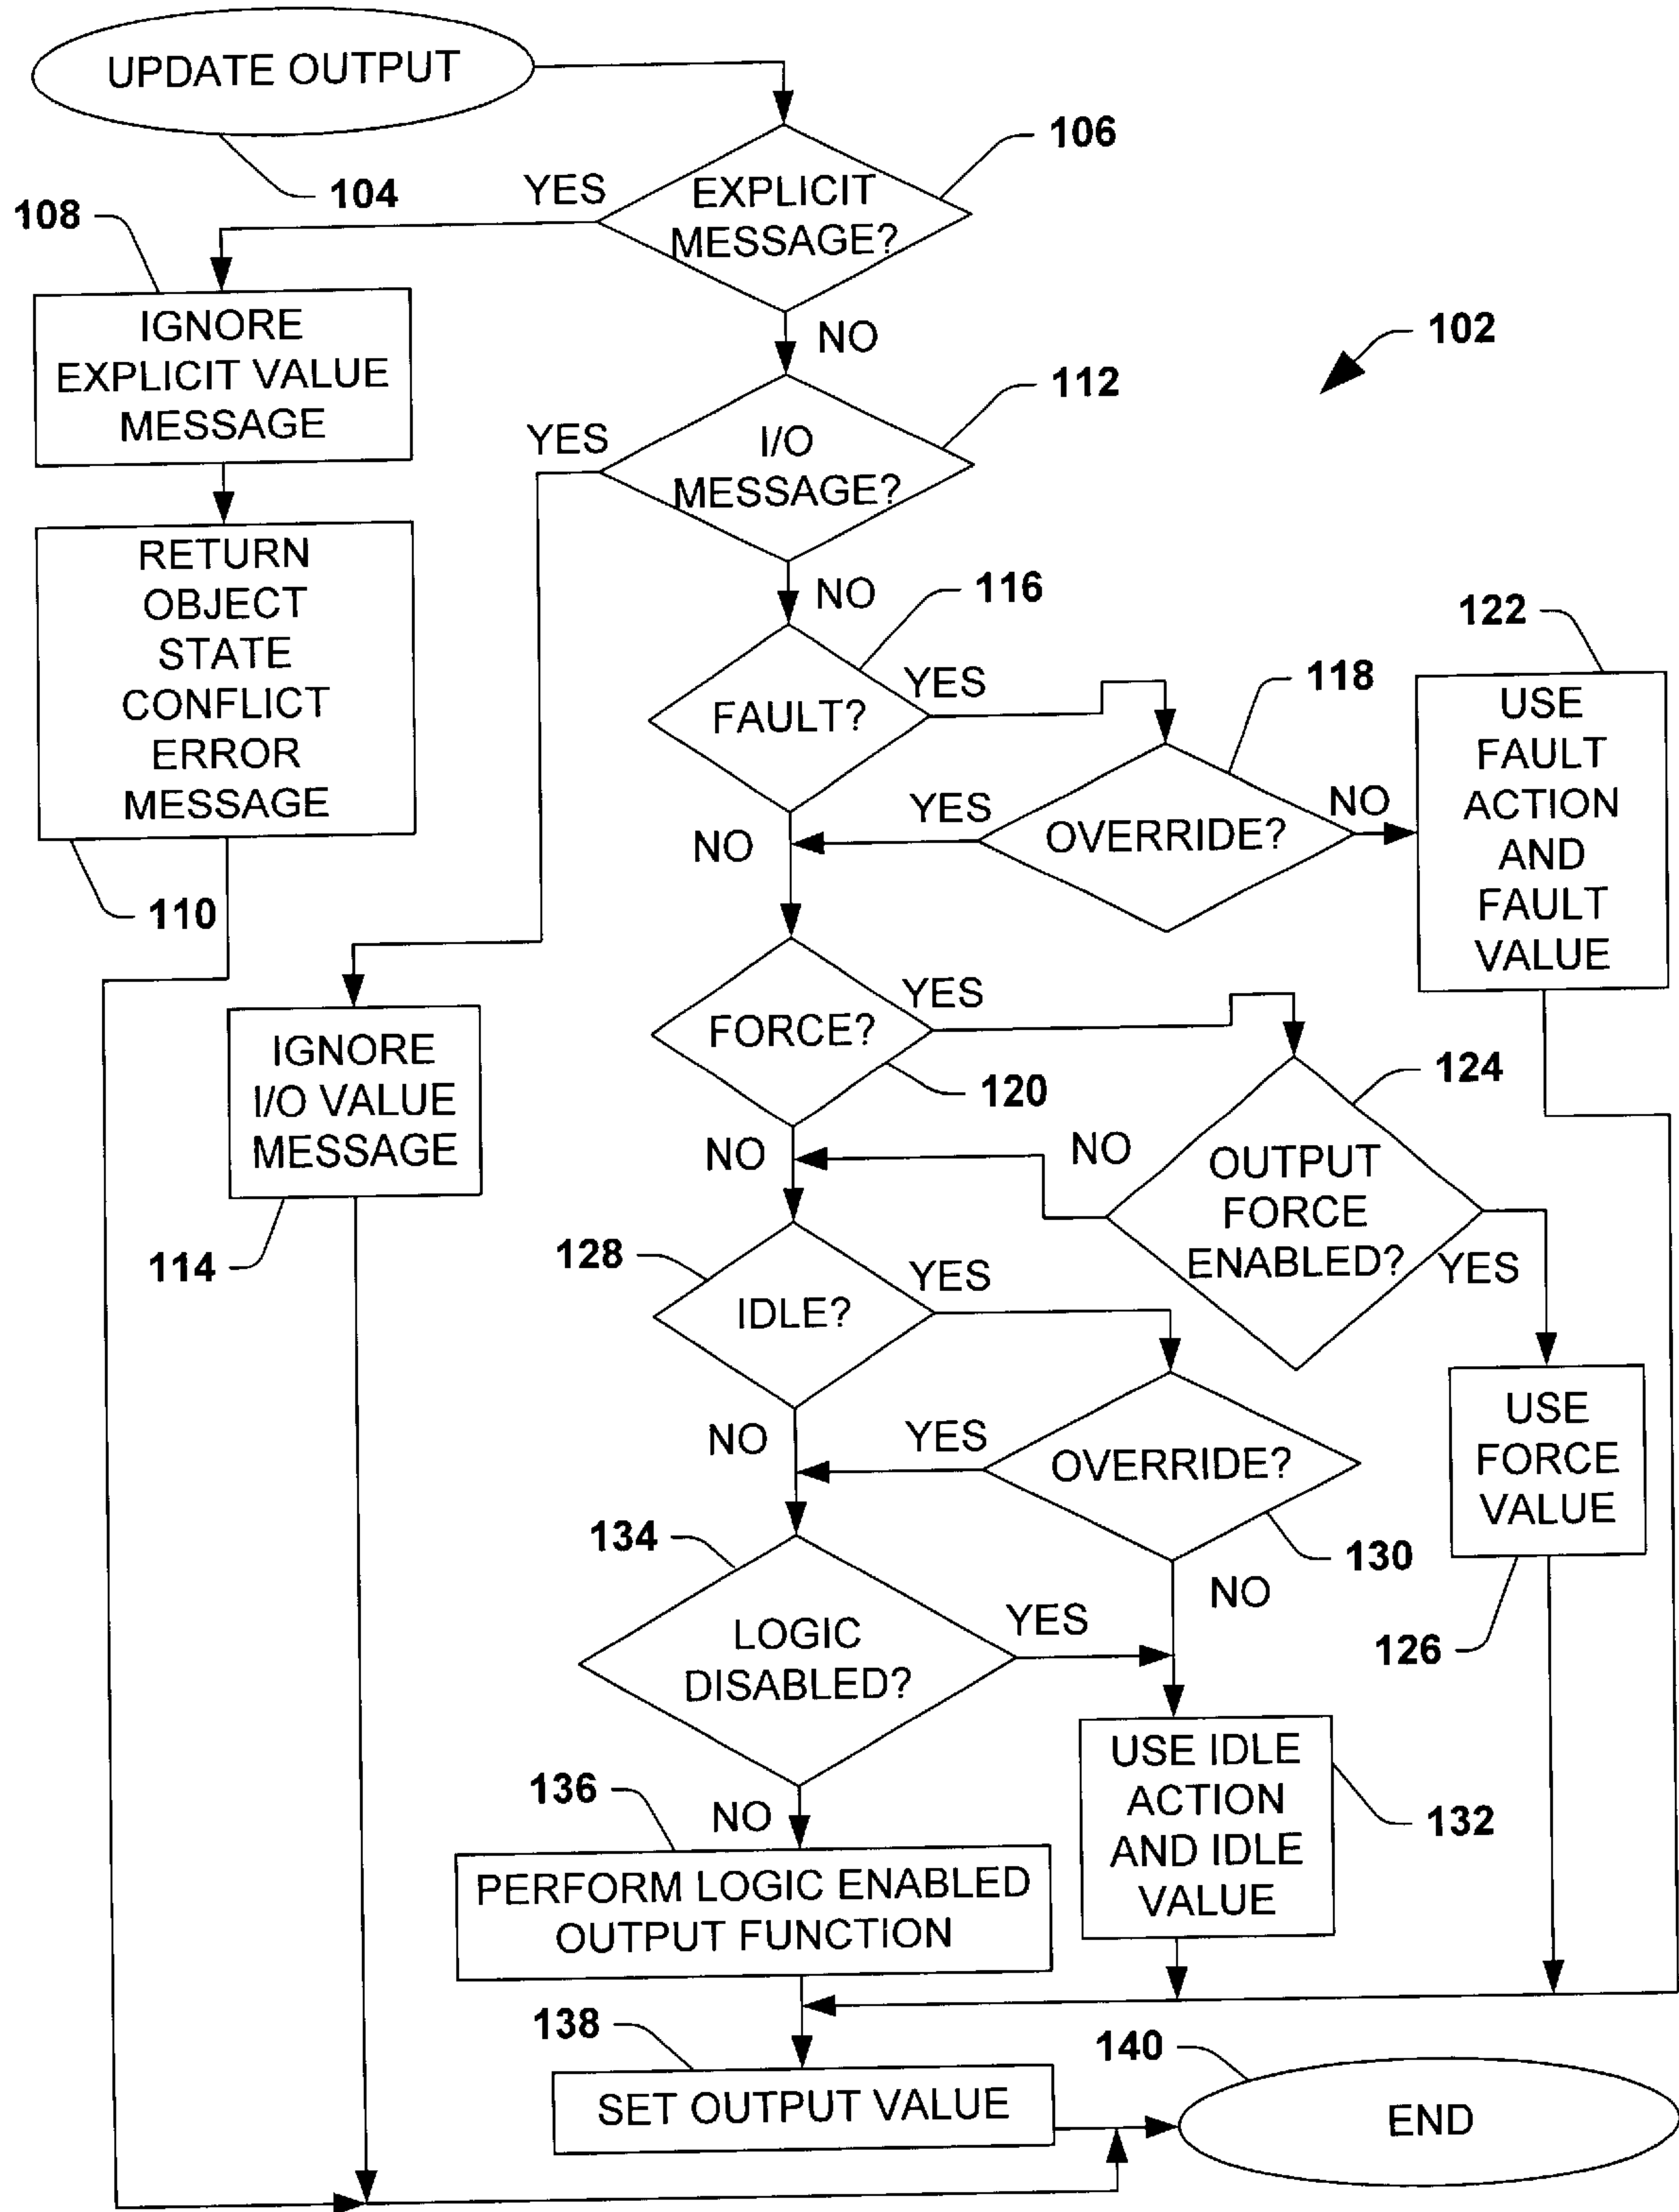 UPDATE OUTPUT
104
106
EXPLICIT
MESSAGE?
YES
NO
108
IGNORE
EXPLICIT VALUE
MESSAGE
102
112
I/O
MESSAGE?
YES
NO
RETURN
OBJECT
STATE
CONFLICT
ERROR
MESSAGE
110
116
FAULT?
YES
NO
118
OVERRIDE?
YES
NO
122
USE
FAULT
ACTION
AND
FAULT
VALUE
IGNORE
I/O VALUE
MESSAGE
114
FORCE?
YES
120
NO
124
OUTPUT
FORCE
ENABLED?
NO
YES
128
IDLE?
YES
NO
OVERRIDE?
YES
130
NO
USE
FORCE
VALUE
126
134
LOGIC
DISABLED?
YES
NO
USE IDLE
ACTION
AND IDLE
VALUE
132
136
PERFORM LOGIC ENABLED
OUTPUT FUNCTION
138
SET OUTPUT VALUE
140
END